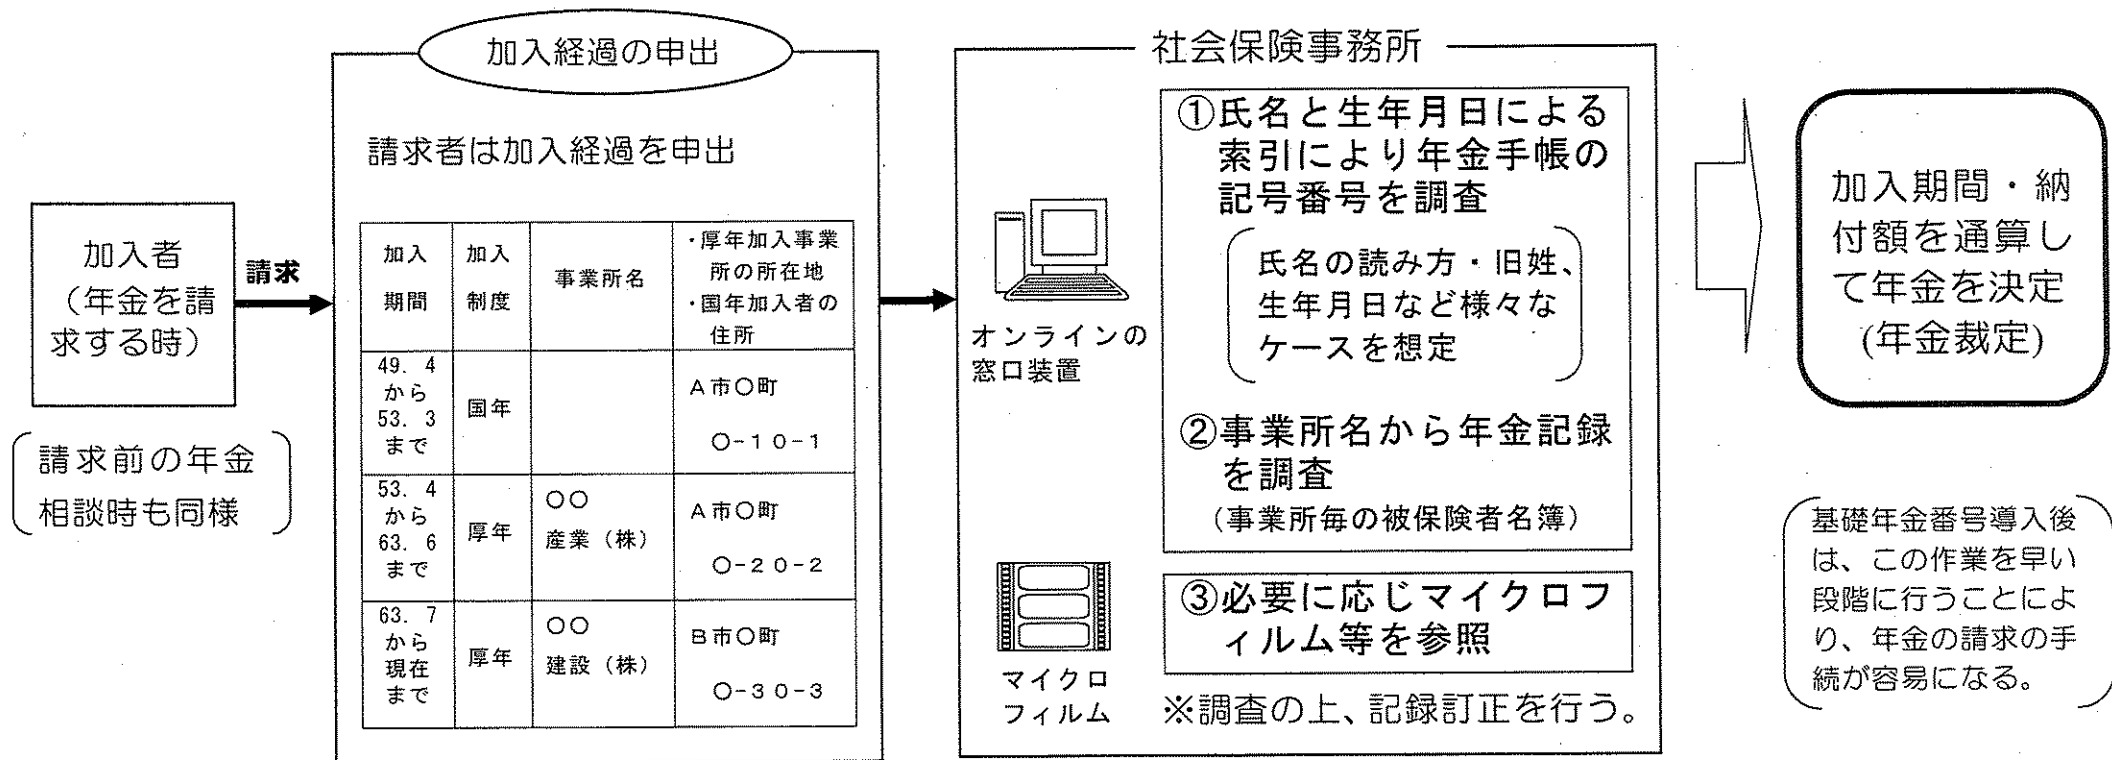 加入経過の申出
請求者は加入経過を申出
加入者
（年金を請
求する時）
請求
請求前の年金
相談時も同様
加入
期間
加入
制度
事業所名
・厚年加入事業
所の所在地
・国年加入者の
住所
49. 4
から
53. 3
まで
国年
A市〇町
〇-10-1
53. 4
から
63. 6
まで
厚年
〇〇
産業（株）
A市〇町
〇-20-2
63. 7
から
現在
まで
厚年
〇〇
建設（株）
B市〇町
〇-30-3
社会保険事務所
オンラインの
窓口装置
①氏名と生年月日による
索引により年金手帳の
記号番号を調査
氏名の読み方・旧姓、
生年月日など様々な
ケースを想定
②事業所名から年金記録
を調査
（事業所毎の被保険者名簿）
マイクロ
フィルム
③必要に応じマイクロフ
ィルム等を参照
※調査の上、記録訂正を行う。
加入期間・納
付額を通算し
て年金を決定
(年金裁定)
基礎年金番号導入後
は、この作業を早い
段階に行うことによ
り、年金の請求の手
続が容易になる。